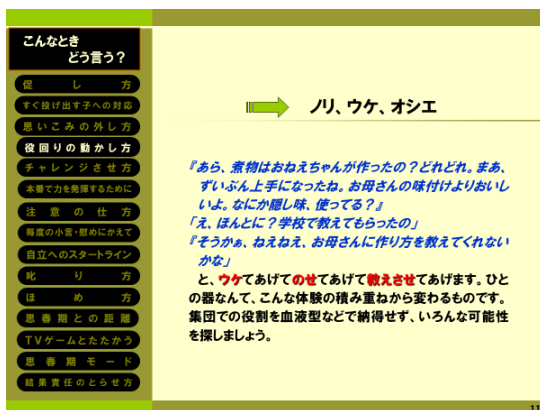 こんなとき
どう言う？
促し方
すぐ投げ出す子への対応
思いこみの外し方
役回りの動かし方
チャレンジさせ方
本番で力を発揮するために
注意の仕方
毎度の小言・慰めにかえて
自立へのスタートライン
叱り方
ほめ方
思春期との距離
TVゲームとたたかう
思春期モード
結果責任のとらせ方
ノリ、ウケ、オシエ
『あら、煮物はおねえちゃんが作ったの？どれどれ。まあ、
ずいぶん上手になったね。お母さんの味付けよりおいし
いよ。なにか隠し味、使ってる？』
「え、ほんとに？学校で教えてもらったの」
『そうかぁ、ねえねえ、お母さんに作り方を教えてくれない
かな」
と、ウケてあげてのせてあげて教えさせてあげます。ひと
の器なんて、こんな体験の積み重ねから変わるものです。
集団での役割を血液型などで納得せず、いろんな可能性
を探しましょう。
11